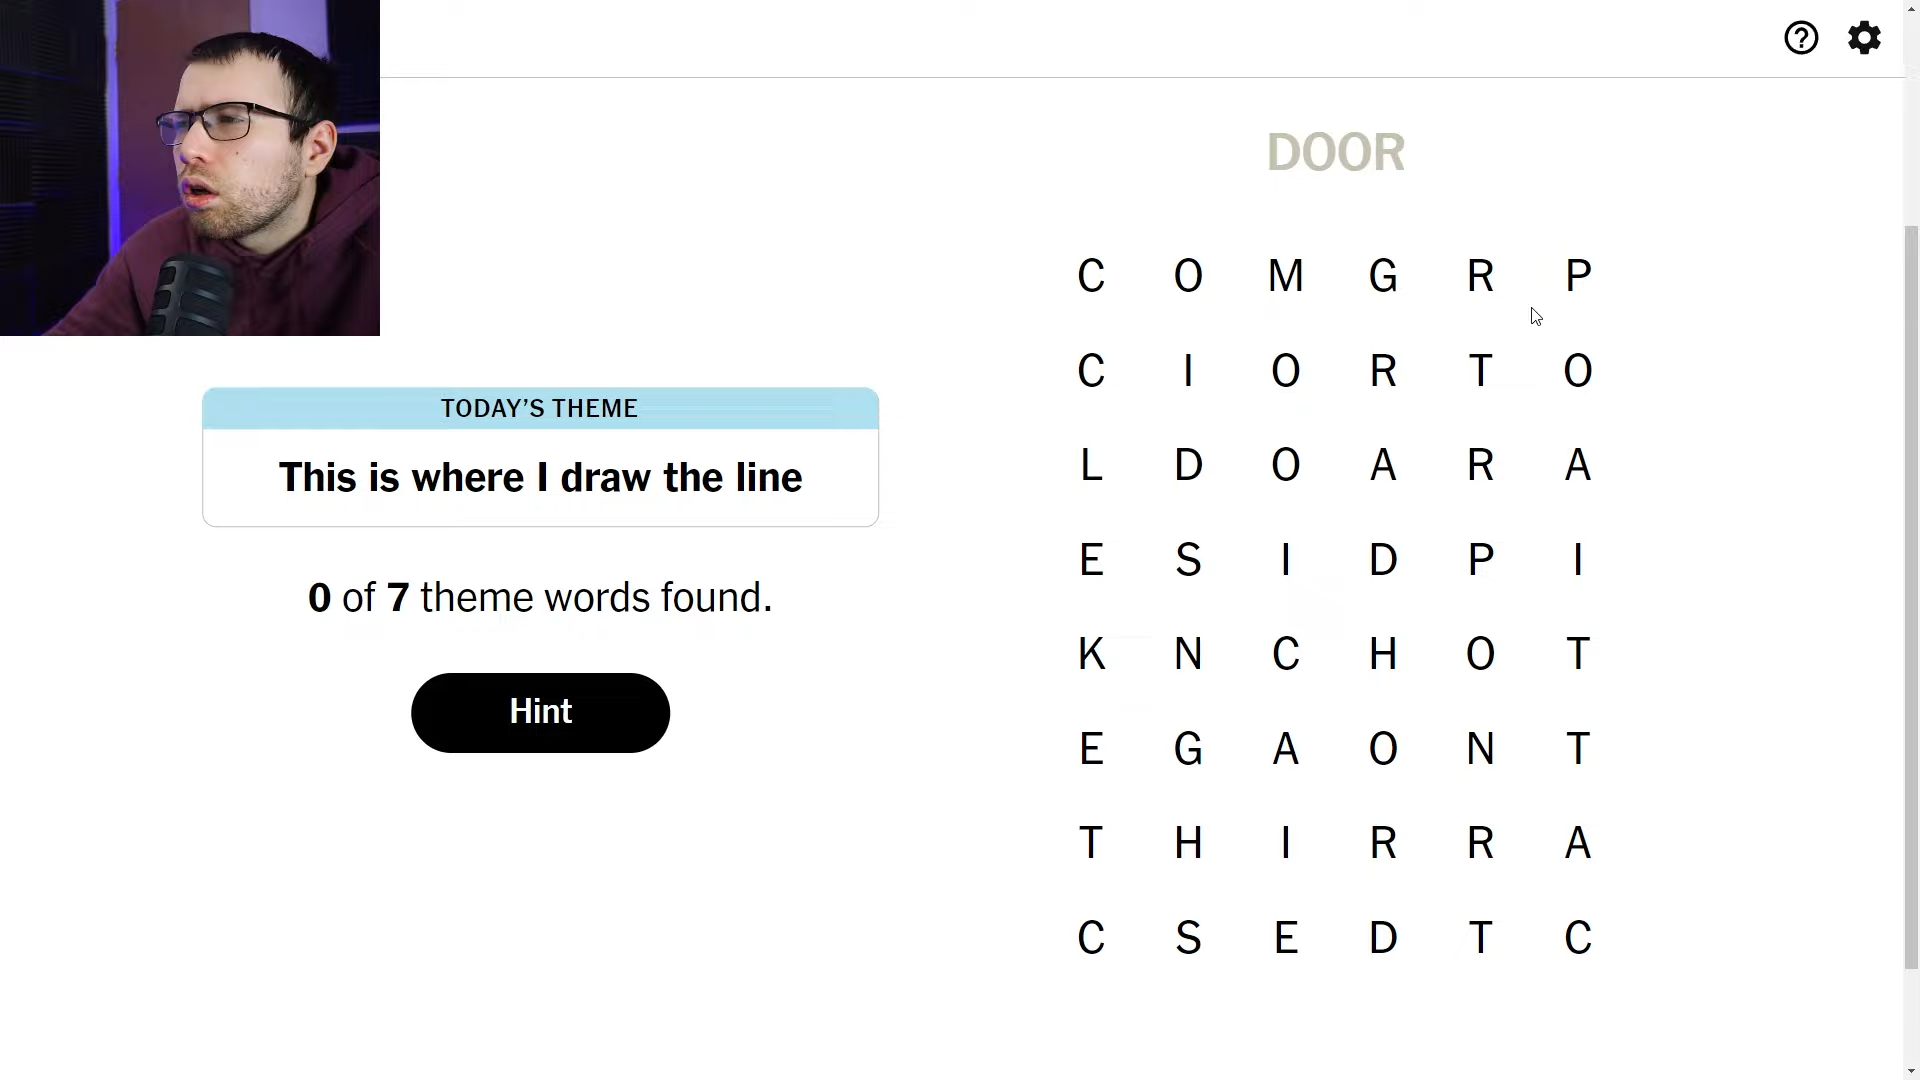 DOOR
C O M G R P
C I O R T O
L D O A R A
E S I D P I
K N C H O T
E G A O N T
T H I R R A
C S E D T C
TODAY'S THEME
This is where I draw the line
0 of 7 theme words found.
Hint